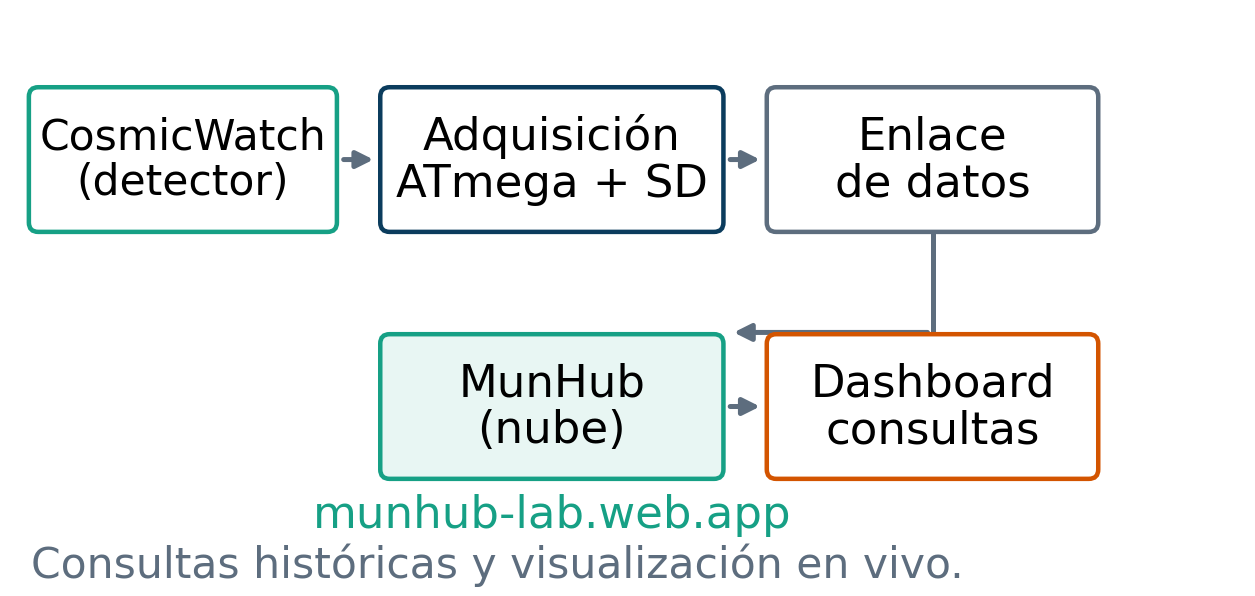 CosmicWatch
(detector)
Adquisición
ATmega + SD
Enlace
de datos
MunHub
(nube)
Dashboard
consultas
munhub-lab.web.app
Consultas históricas y visualización en vivo.